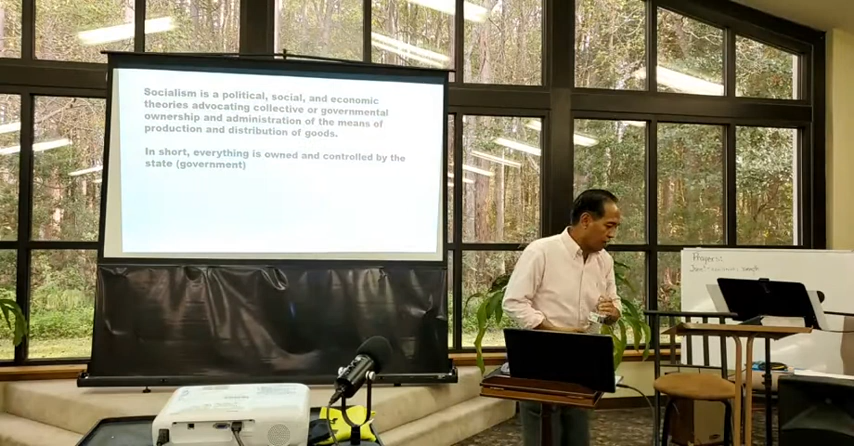 Socialism is a political, social, and economic
theories advocating collective or governmental
ownership and administration of the means of
production and distribution of goods.
In short, everything is owned and controlled by the
state (government)
Prayers: